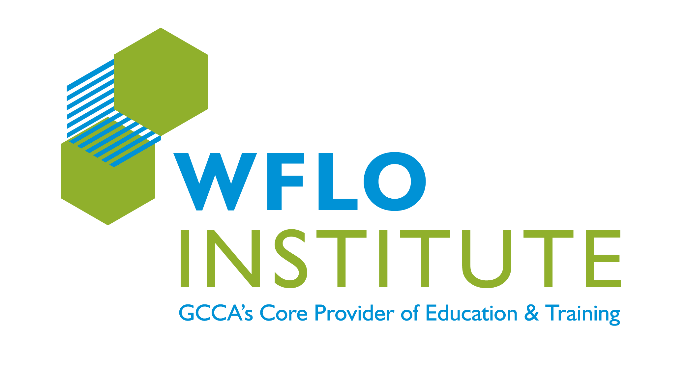 WFLO
INSTITUTE
GCCA's Core Provider of Education & Training